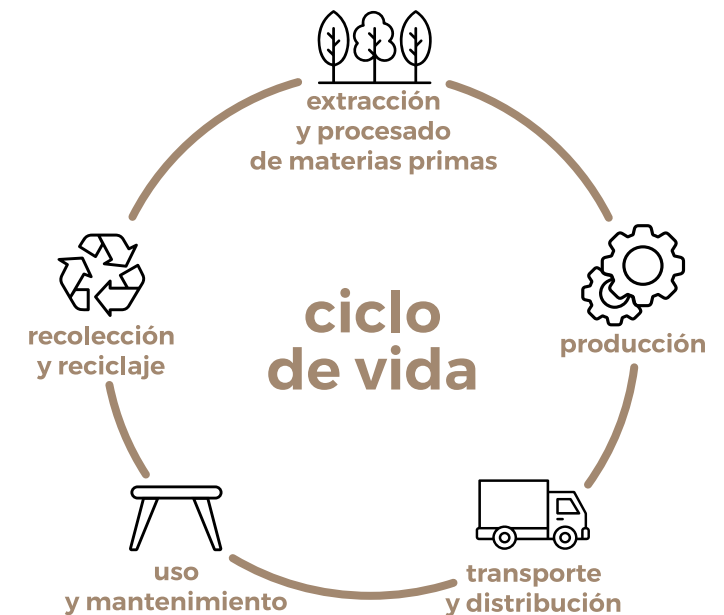 extracción
y procesado
de materias primas
producción
transporte
y distribución
uso
y mantenimiento
recolección
y reciclaje
ciclo
de vida